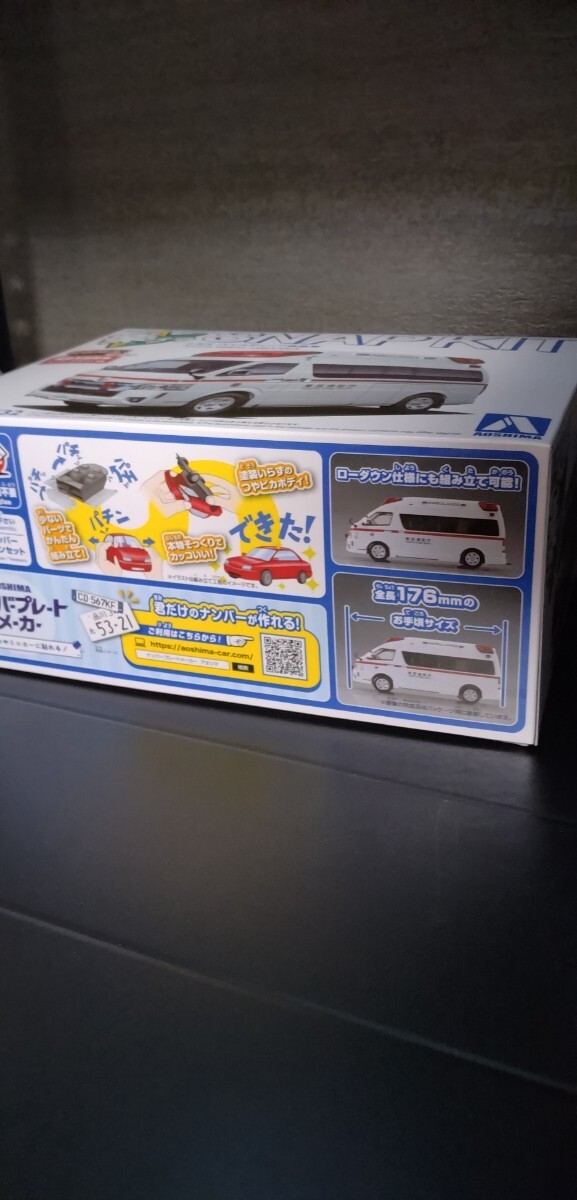 SNAP KIT
AOSHIMA
パチ
パチ
パチン
少ない
パーツで
かんたん
組み立て!
塗装いらずの
つやピカボディ!
本物そっくりで
カッコいい!
できた!
ローダウン仕様にも組み立て可能!
全長176mmの
お手頃サイズ
プレート
メーカー
CD-567KF
53-21
君だけのナンバーが作れる!
ご利用はこちらから!
https://aoshima-car.com/